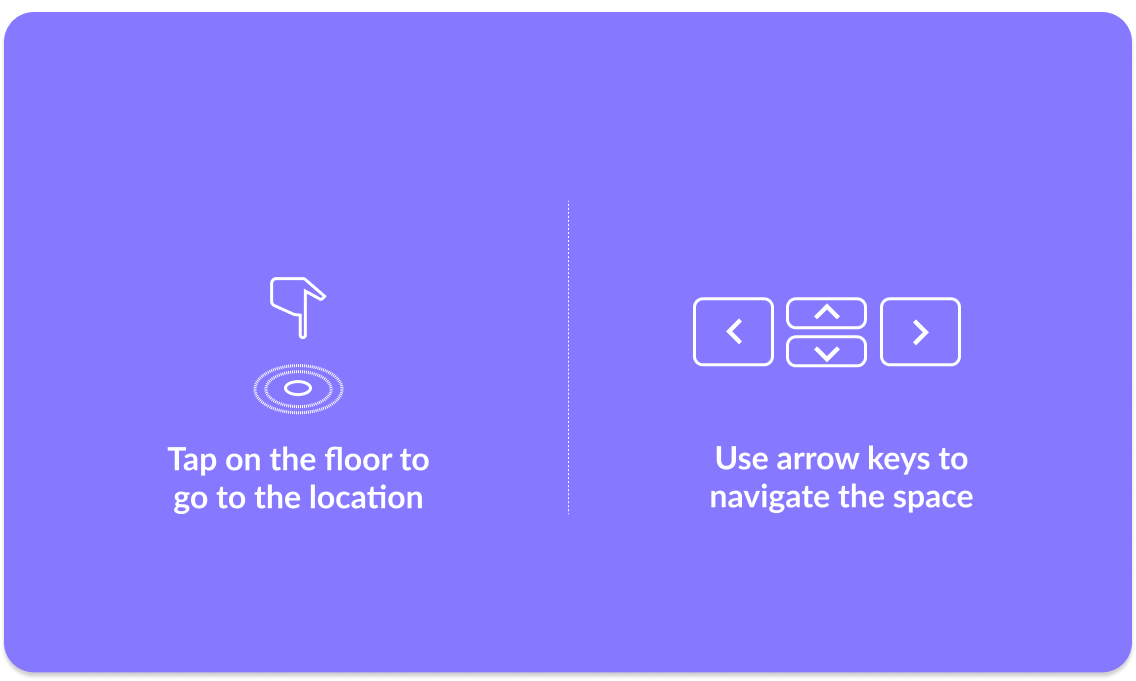 Tap on the floor to
go to the location
Use arrow keys to
navigate the space